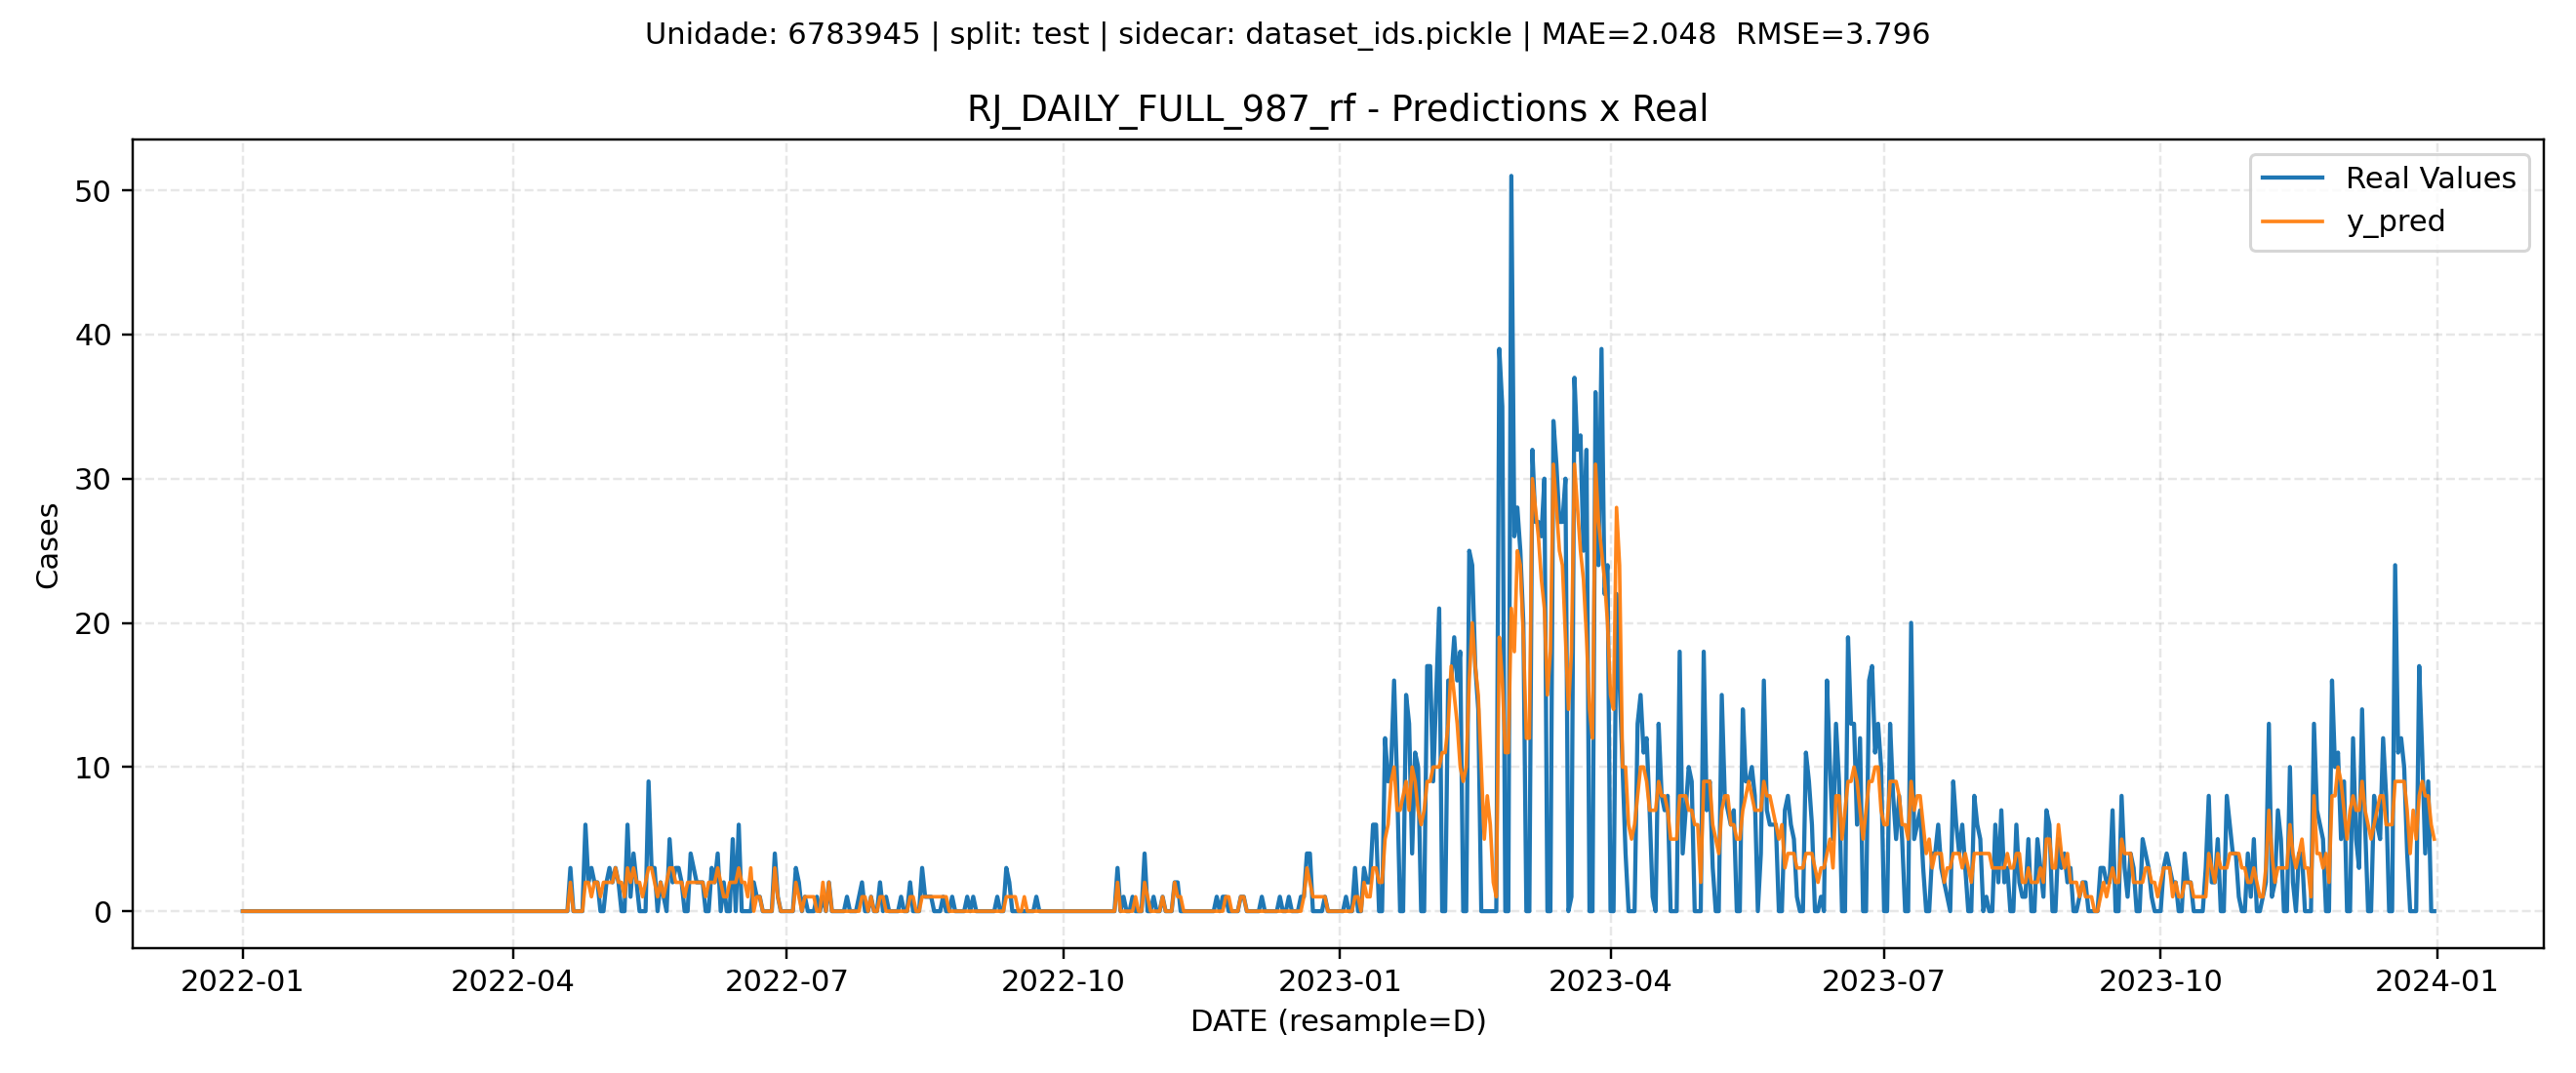 Unidade: 6783945 | split: test | sidecar: dataset_ids.pickle | MAE=2.048  RMSE=3.796
RJ_DAILY_FULL_987_rf - Predictions x Real
Real Values
y_pred
50
40
30
20
10
0
Cases
2022-01
2022-04
2022-07
2022-10
2023-01
2023-04
2023-07
2023-10
2024-01
DATE (resample=D)